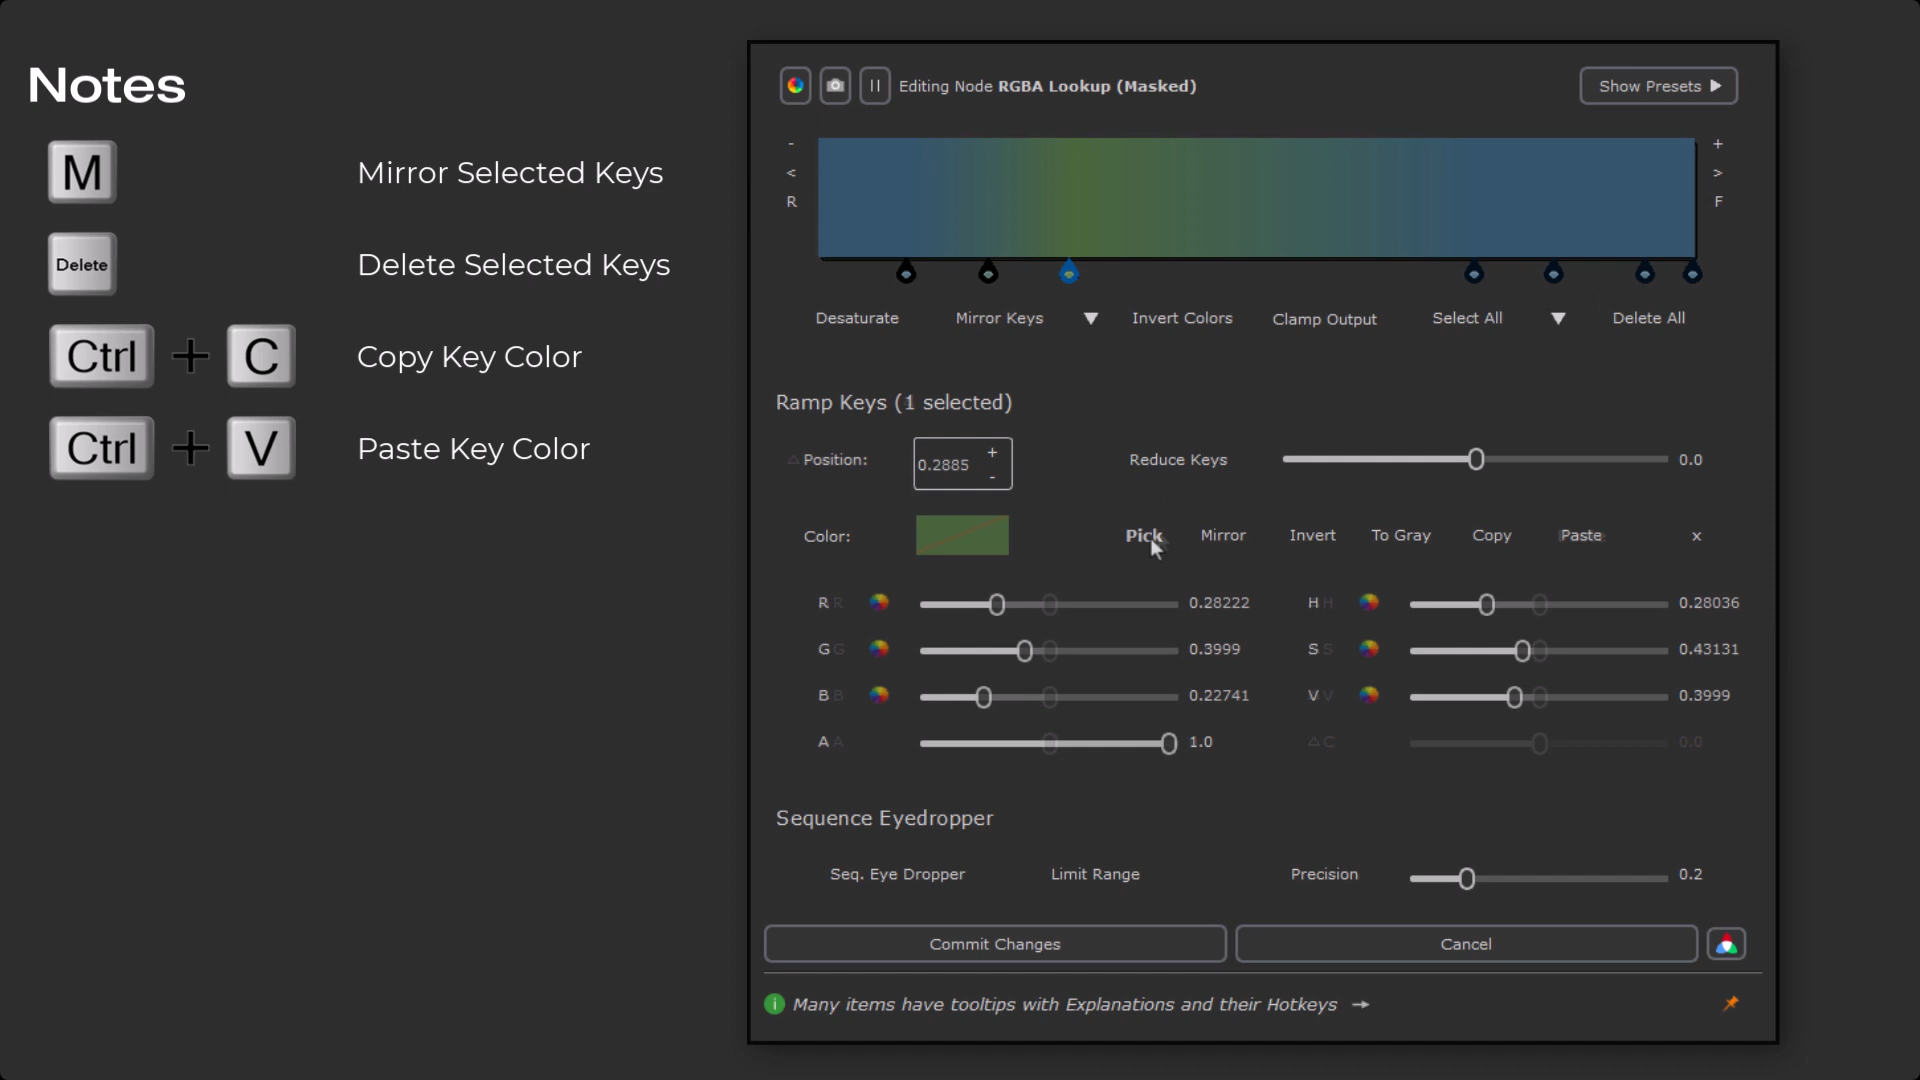 Notes
M Mirror Selected Keys
Delete Delete Selected Keys
Ctrl + C Copy Key Color
Ctrl + V Paste Key Color
Editing Node RGBA Lookup (Masked)
Show Presets ▶
- +
< >
R F
Desaturate Mirror Keys ▼ Invert Colors Clamp Output Select All ▼ Delete All
Ramp Keys (1 selected)
Position: 0.2885 + - Reduce Keys 0.0
Color: Pick Mirror Invert To Gray Copy Paste x
R R 0.28222 H H 0.28036
G G 0.3999 S S 0.43131
B B 0.22741 V V 0.3999
A A 1.0 △ C 0.0
Sequence Eyedropper
Seq. Eye Dropper Limit Range Precision 0.2
Commit Changes Cancel
i Many items have tooltips with Explanations and their Hotkeys →